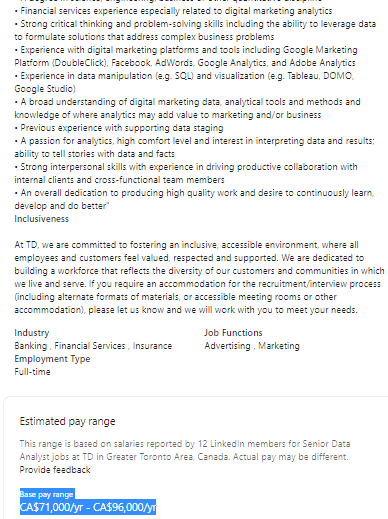 • Financial services experience especially related to digital marketing analytics
• Strong critical thinking and problem-solving skills including the ability to leverage data
to formulate solutions that address complex business problems
• Experience with digital marketing platforms and tools including Google Marketing
Platform (DoubleClick), Facebook, AdWords, Google Analytics, and Adobe Analytics
• Experience in data manipulation (e.g. SQL) and visualization (e.g. Tableau, DOMO,
Google Studio)
• A broad understanding of digital marketing data, analytical tools and methods and
knowledge of where analytics may add value to marketing and/or business
• Previous experience with supporting data staging
• A passion for analytics, high comfort level and interest in interpreting data and results;
ability to tell stories with data and facts
• Strong interpersonal skills with experience in driving productive collaboration with
internal clients and cross-functional team members
• An overall dedication to producing high quality work and desire to continuously learn,
develop and do better"
Inclusiveness
At TD, we are committed to fostering an inclusive, accessible environment, where all
employees and customers feel valued, respected and supported. We are dedicated to
building a workforce that reflects the diversity of our customers and communities in which
we live and serve. If you require an accommodation for the recruitment/interview process
(including alternate formats of materials, or accessible meeting rooms or other
accommodation), please let us know and we will work with you to meet your needs.
Industry
Banking , Financial Services , Insurance
Job Functions
Advertising , Marketing
Employment Type
Full-time
Estimated pay range
This range is based on salaries reported by 12 LinkedIn members for Senior Data
Analyst jobs at TD in Greater Toronto Area, Canada. Actual pay may be different.
Provide feedback
Base pay range
CA$71,000/yr - CA$96,000/yr